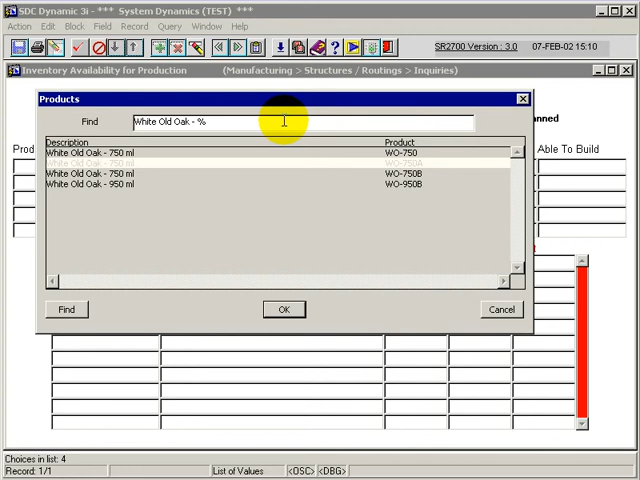 SDC Dynamic 3i - *** System Dynamics (TEST) ***
Action Edit Block Field Record Query Window Help
SR2700 Version : 3.0 07-FEB-02 15:10
Inventory Availability for Production (Manufacturing > Structures / Routings > Inquiries)
Products
Find White Old Oak - %
Description Product
White Old Oak - 750 ml WO-750
White Old Oak - 750 ml WO-750A
White Old Oak - 750 ml WO-750B
White Old Oak - 950 ml WO-950B
Find OK Cancel
anned
Prod
Able To Build
Choices in list: 4
Record: 1/1 List of Values <OSC> <DBG>